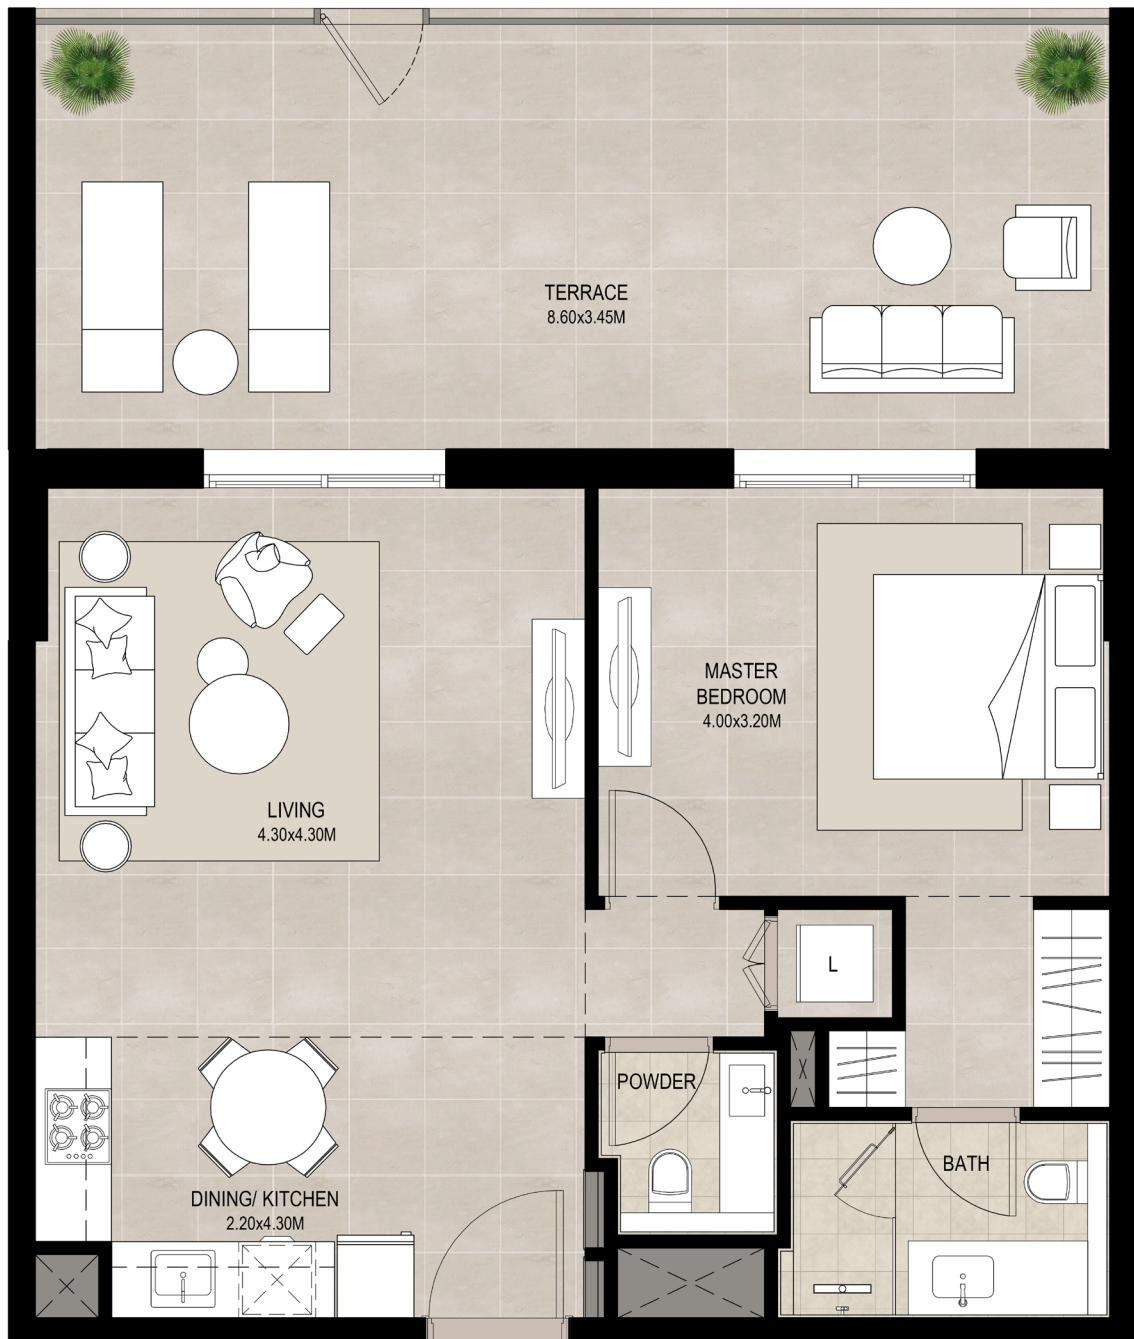 TERRACE
8.60x3.45M
MASTER
BEDROOM
4.00x3.20M
LIVING
4.30x4.30M
L
POWDER
BATH
DINING/ KITCHEN
2.20x4.30M